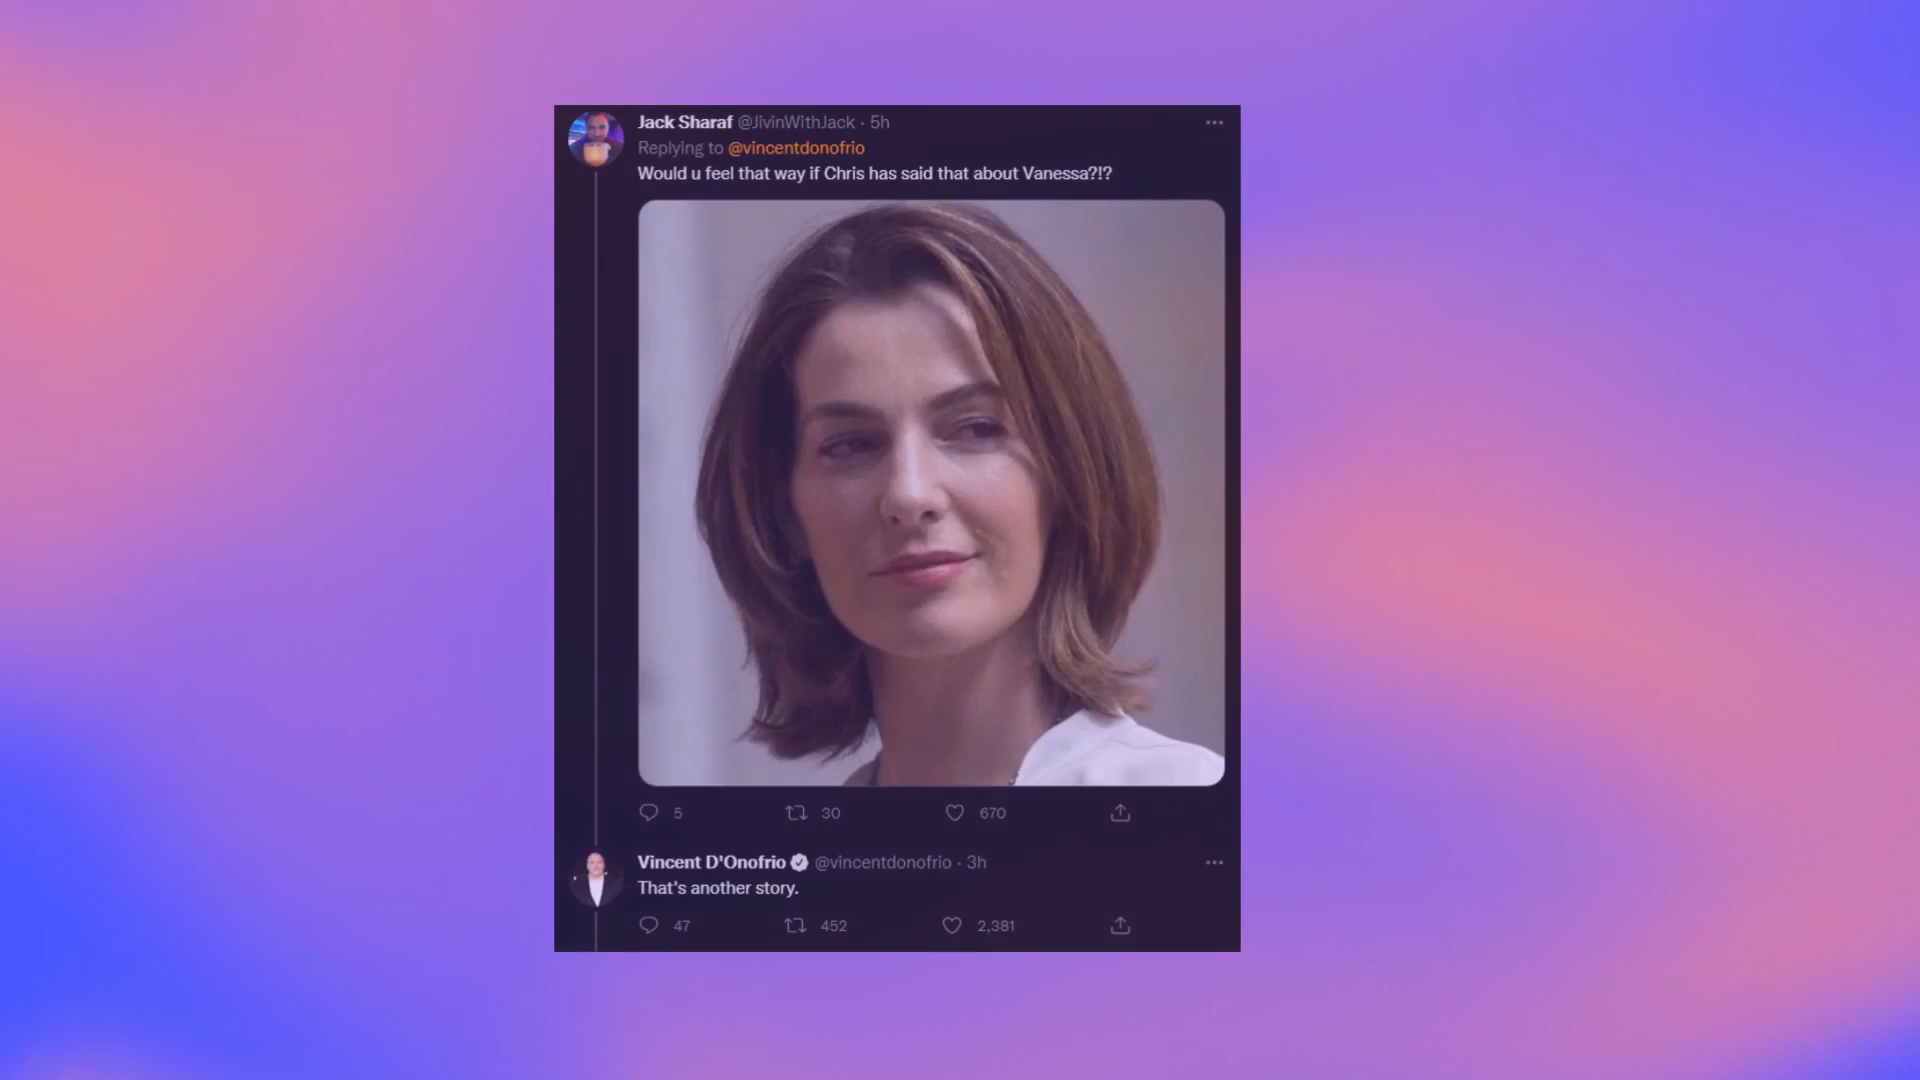 Jack Sharaf @JivinWithJack · 5h
Replying to @vincentdonofrio
Would u feel that way if Chris has said that about Vanessa?!?
5 30 670
Vincent D'Onofrio @vincentdonofrio · 3h
That's another story.
47 452 2,381